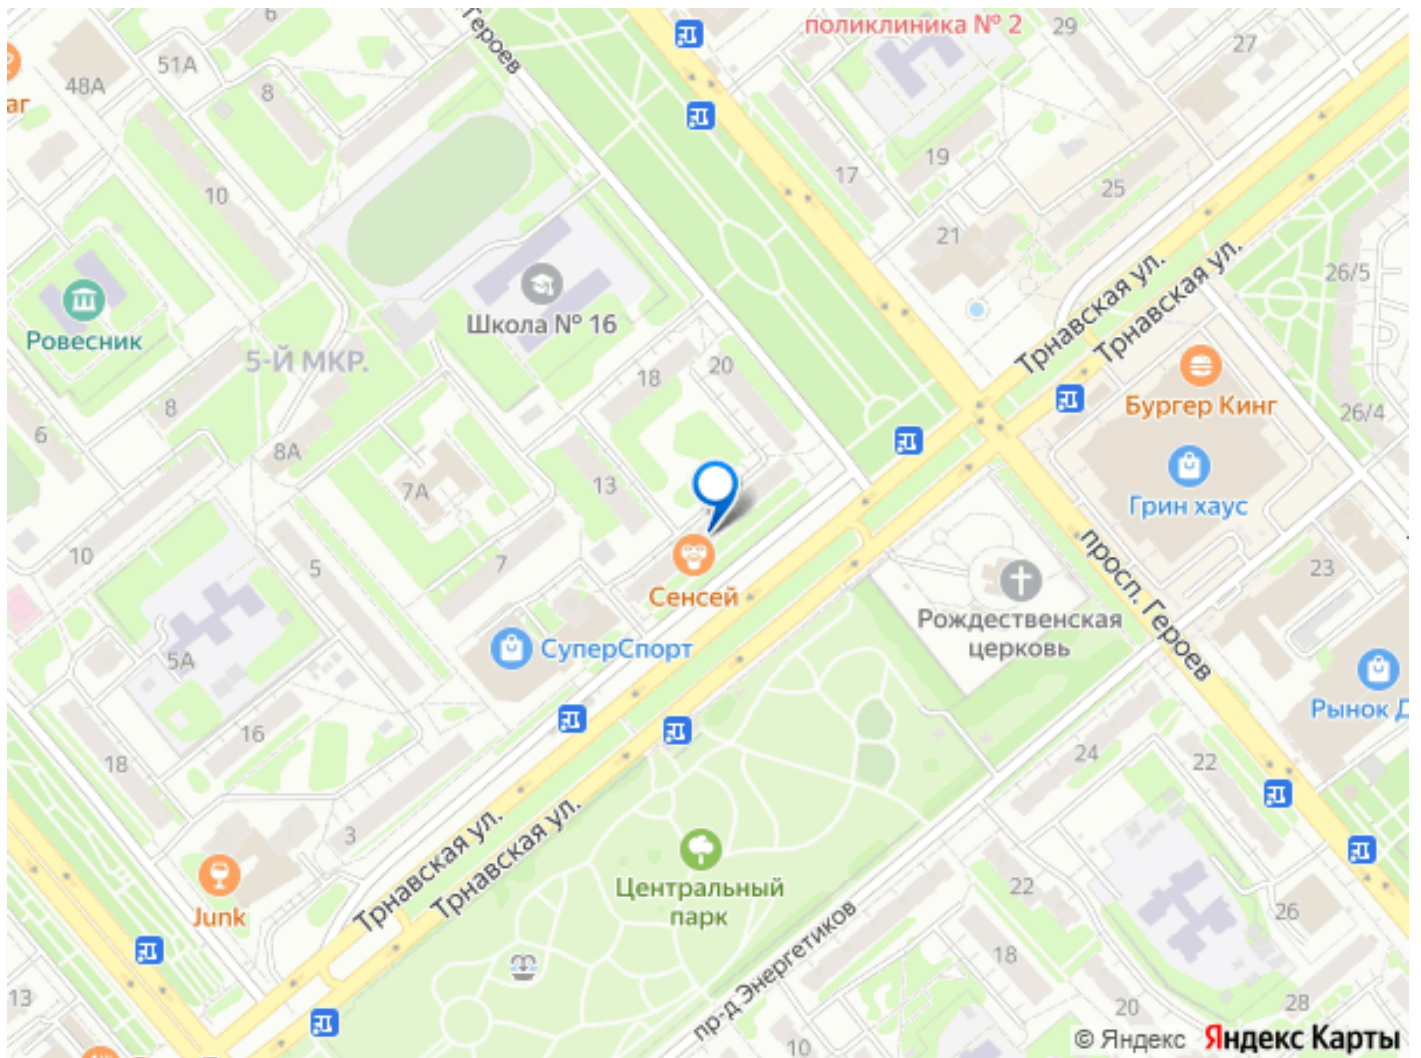 поликлиника № 2
29
27
Героев
51А
6
8
48А
аг
17
19
25
21
10
Трнавская ул.
Трнавская ул.
26/5
Школа № 16
Ровесник
5-Й МКР.
18
20
Бургер Кинг
26/4
8
6
8А
7А
13
Грин хаус
10
5
7
Сенсей
просп. Героев
23
Рождественская
церковь
СуперСпорт
5А
Рынок Д
16
18
24
22
3
Трнавская ул.
Трнавская ул.
Junk
Центральный
парк
22
26
пр-д Энергетиков
18
13
20
28
10
© Яндекс Яндекс Карты